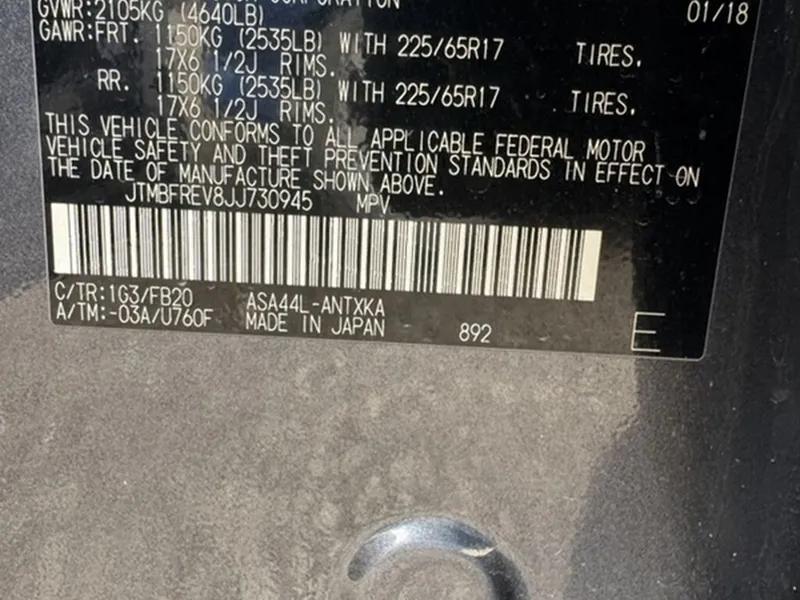 CORPORATION
GVWR:2105KG (4640LB) 01/18
GAWR:FRT. 1150KG (2535LB) WITH 225/65R17 TIRES.
17X6 1/2J RIMS.
RR. 1150KG (2535LB) WITH 225/65R17 TIRES.
17X6 1/2J RIMS.
THIS VEHICLE CONFORMS TO ALL APPLICABLE FEDERAL MOTOR
VEHICLE SAFETY AND THEFT PREVENTION STANDARDS IN EFFECT ON
THE DATE OF MANUFACTURE SHOWN ABOVE.
JTMBFREV8JJ730945 MPV
C/TR:1G3/FB20 ASA44L-ANTXKA
A/TM:-03A/U760F MADE IN JAPAN 892 E